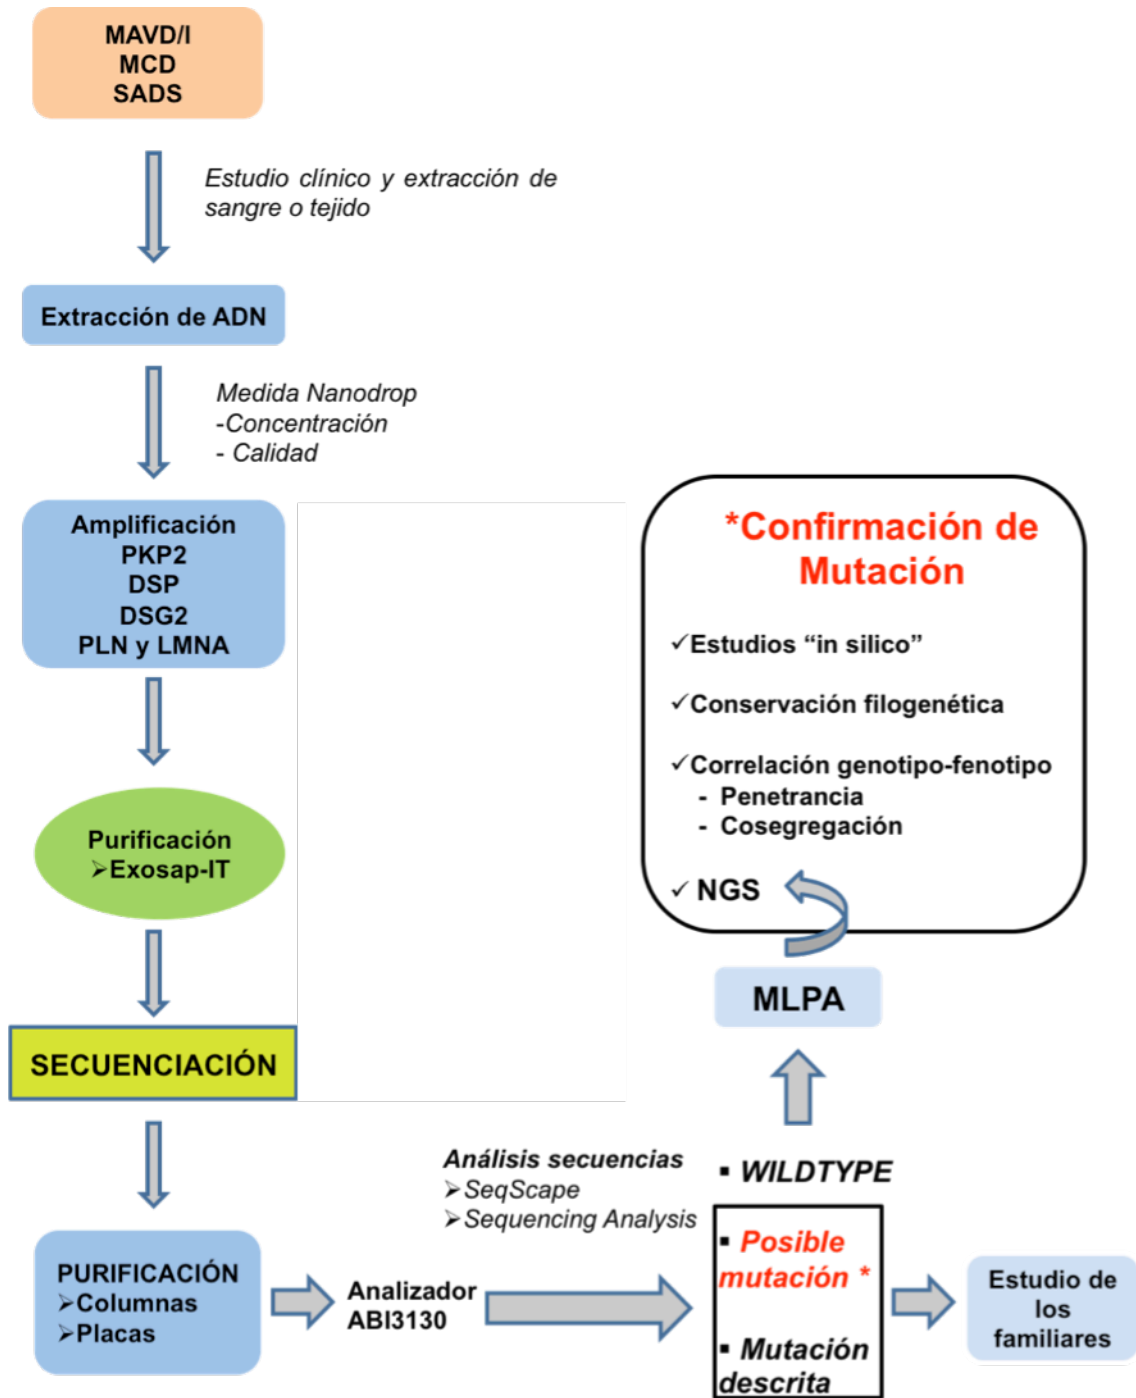 MAVD/I
MCD
SADS
Estudio clínico y extracción de
sangre o tejido
Extracción de ADN
Medida Nanodrop
-Concentración
- Calidad
Amplificación
PKP2
DSP
DSG2
PLN y LMNA
Purificación
➢Exosap-IT
SECUENCIACIÓN
PURIFICACIÓN
➢Columnas
➢Placas
Analizador
ABI3130
Análisis secuencias
➢SeqScape
➢Sequencing Analysis
▪ WILDTYPE
▪ Posible
mutación *
▪ Mutación
descrita
Estudio de
los
familiares
MLPA
*Confirmación de
Mutación
✓Estudios “in silico”
✓Conservación filogenética
✓Correlación genotipo-fenotipo
- Penetrancia
- Cosegregación
✓ NGS